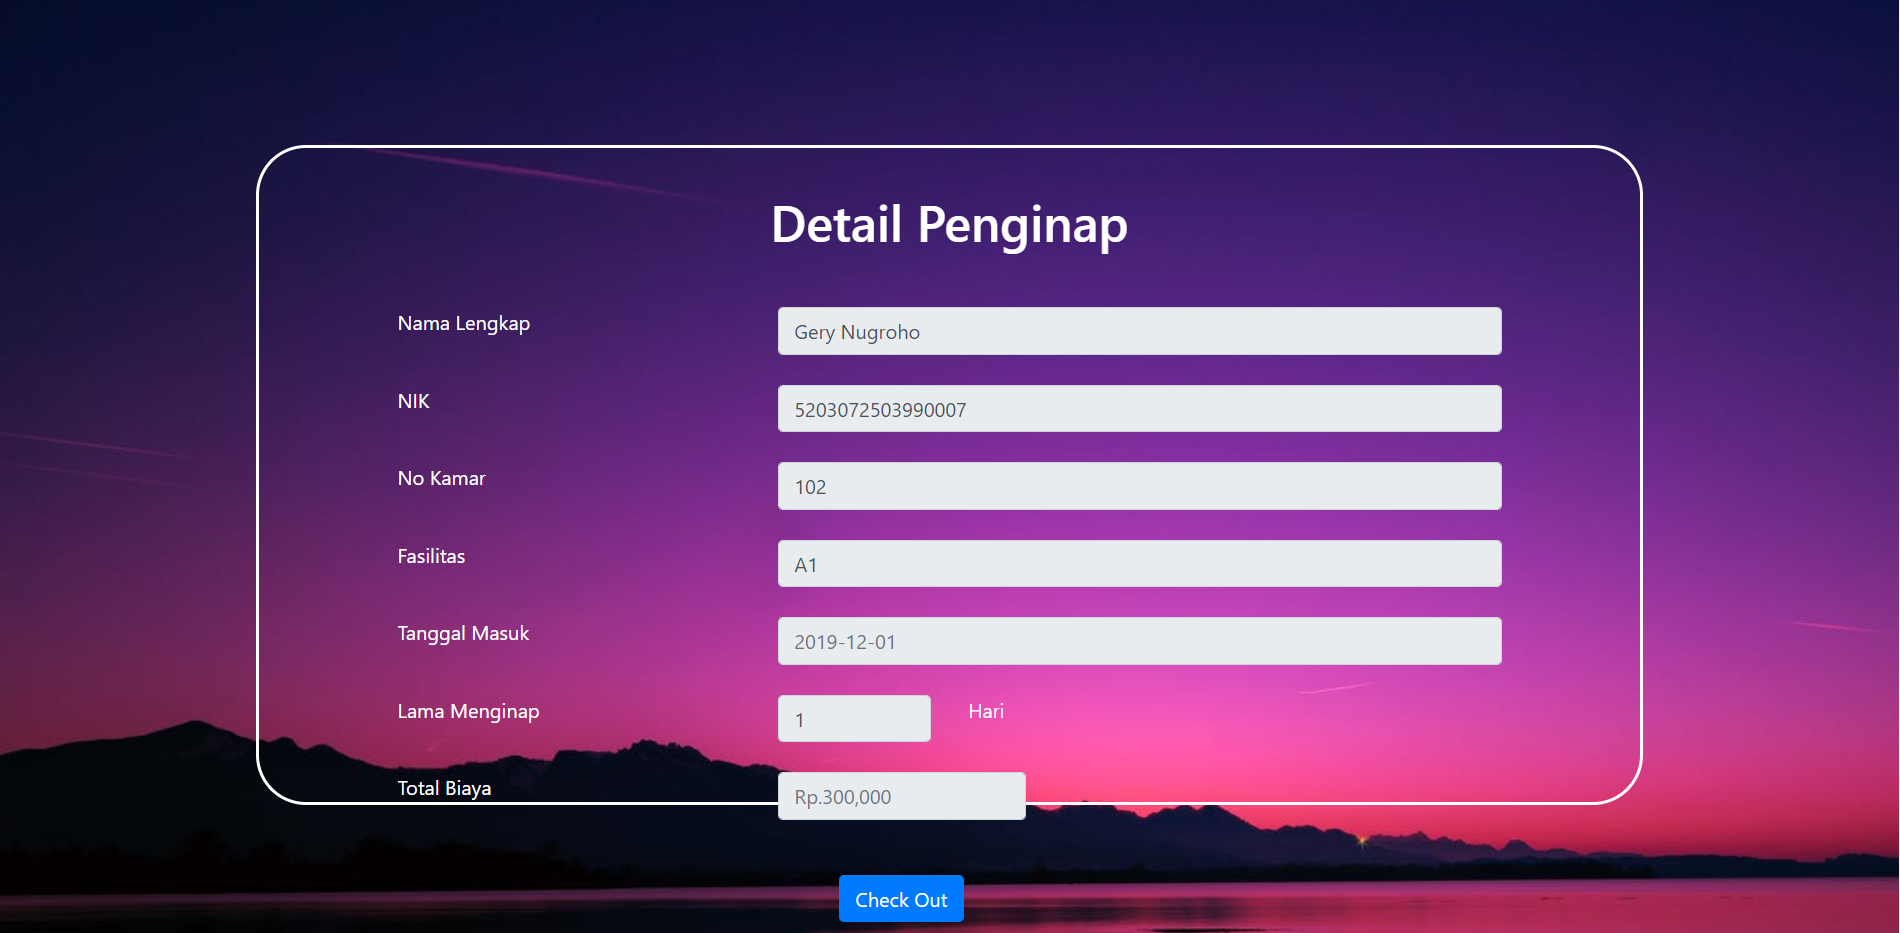 Detail Penginap
Nama Lengkap Gery Nugroho
NIK 5203072503990007
No Kamar 102
Fasilitas A1
Tanggal Masuk 2019-12-01
Lama Menginap 1 Hari
Total Biaya Rp.300,000
Check Out